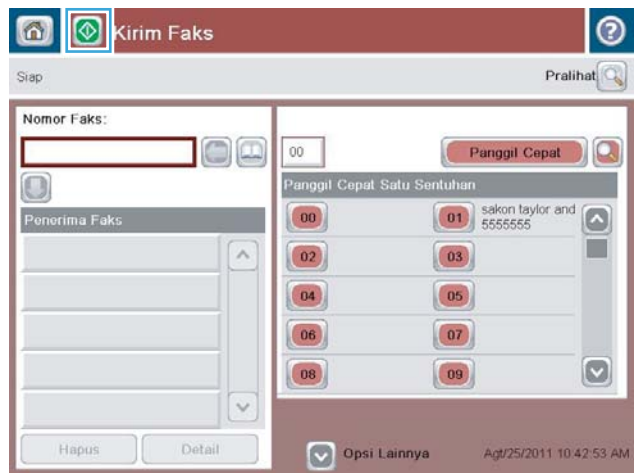 Kirim Faks
Siap
Pralihat
Nomor Faks:
00
Panggil Cepat
Panggil Cepat Satu Sentuhan
Penerima Faks
00
01
sakon taylor and
5555555
02
03
04
05
06
07
08
09
Hapus
Detail
Opsi Lainnya
Agt/25/2011 10:42:53 AM